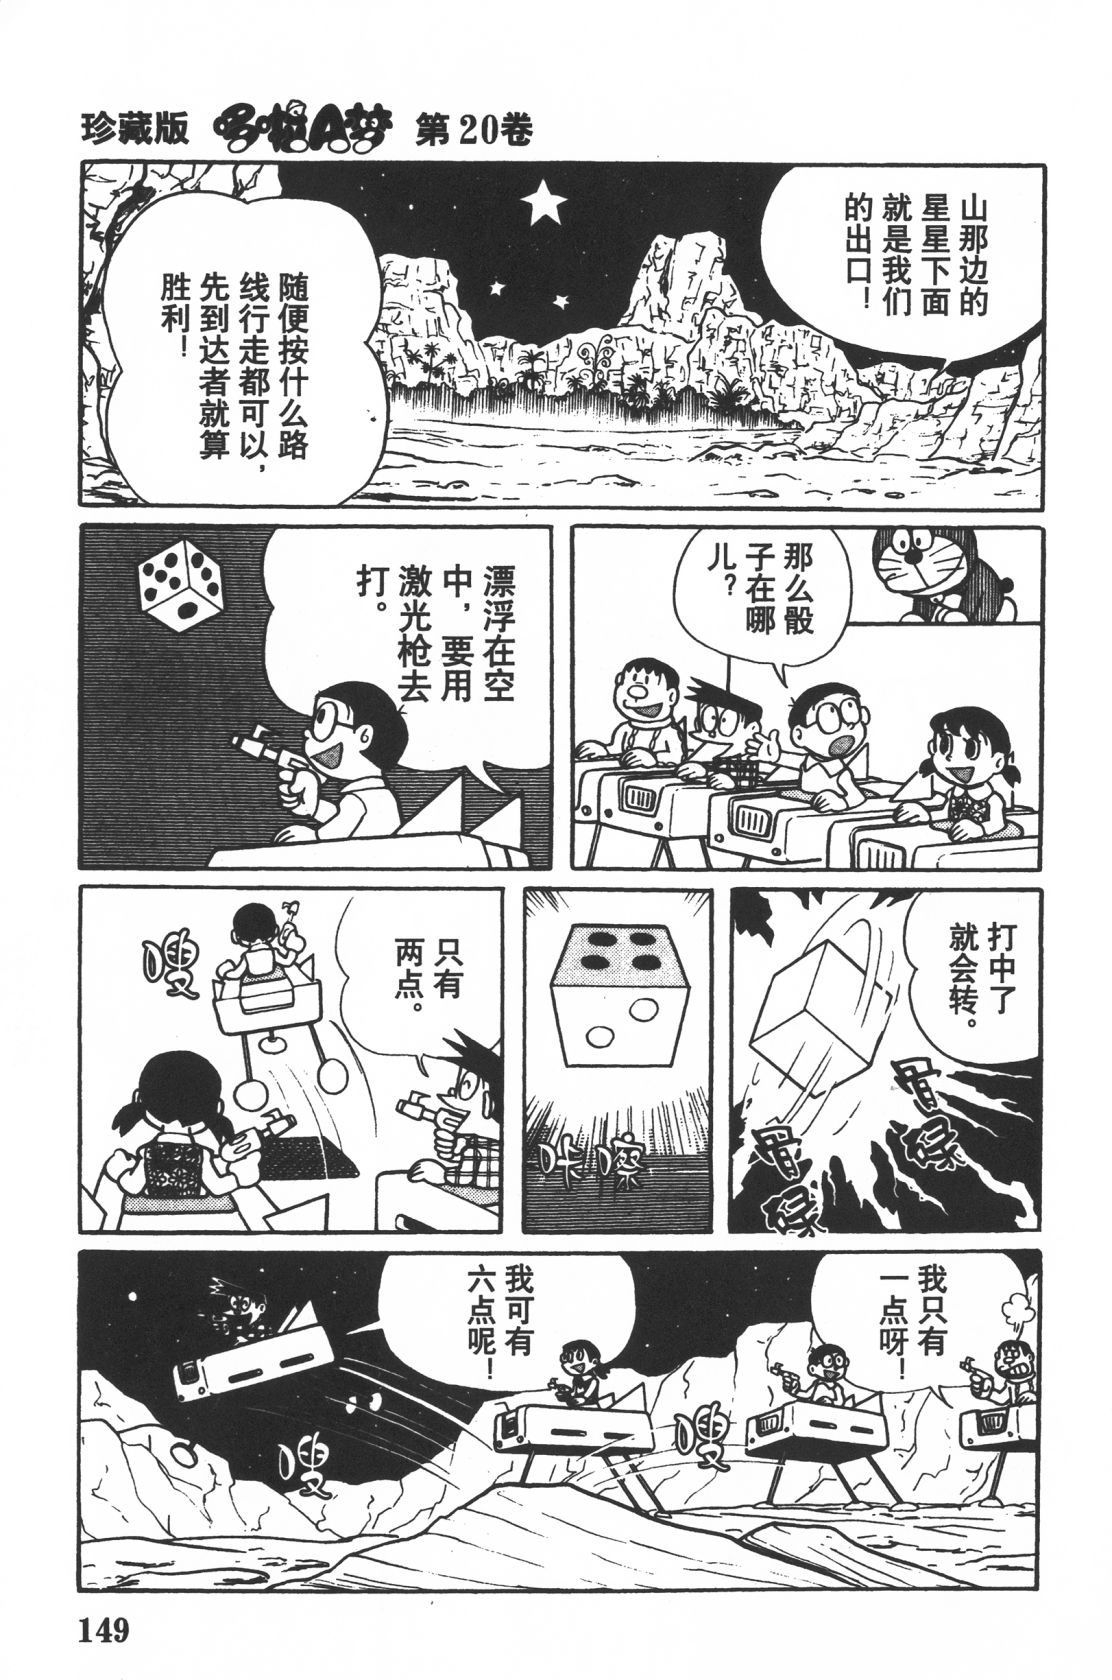 珍藏版 哆啦A梦 第20卷
山那边的
星星下面
就是我们
的出口！
随便按什么路
线行走都可以，
先到达者就算
胜利！
那么骰
子在哪
儿？
漂浮在空
中，要用
激光枪去
打。
打中了
就会转。
骨碌
骨碌
咔嚓
只有
两点。
嗖
我只有
一点呀！
我可有
六点呢！
嗖
嗖
149